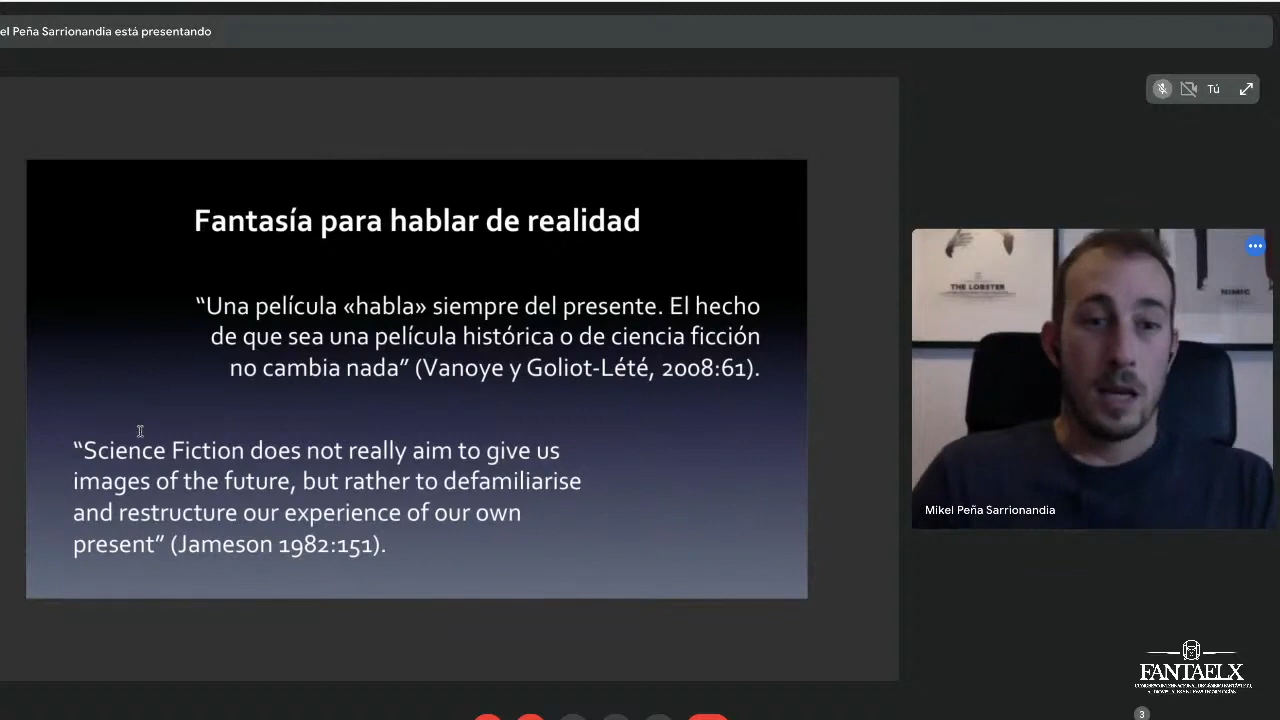 el Peña Sarrionandia está presentando
Tú
Fantasía para hablar de realidad
“Una película «habla» siempre del presente. El hecho
de que sea una película histórica o de ciencia ficción
no cambia nada” (Vanoye y Goliot-Lété, 2008:61).
“Science Fiction does not really aim to give us
images of the future, but rather to defamiliarise
and restructure our experience of our own
present” (Jameson 1982:151).
THE LOBSTER
Mikel Peña Sarrionandia
FANTAELX
3